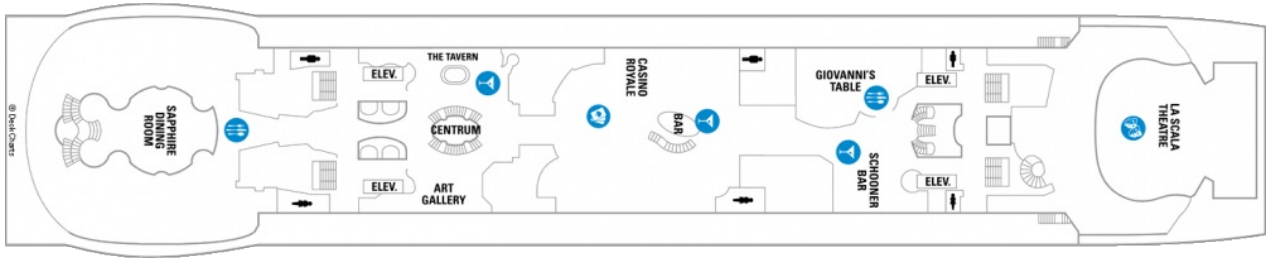 © DeckCharts
SAPPHIRE
DINING
ROOM
ELEV.
ELEV.
THE TAVERN
CENTRUM
ART
GALLERY
CASINO
ROYALE
BAR
GIOVANNI'S
TABLE
SCHOONER
BAR
ELEV.
ELEV.
LA SCALA
THEATRE